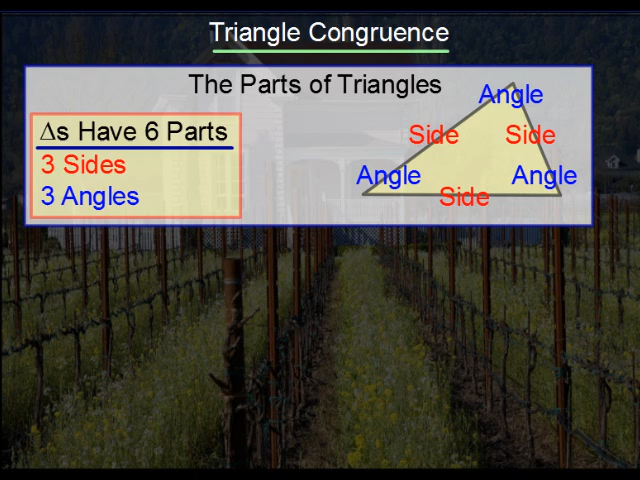 Triangle Congruence
The Parts of Triangles
∆s Have 6 Parts
3 Sides
3 Angles
Angle
Side Side
Angle Angle
Side